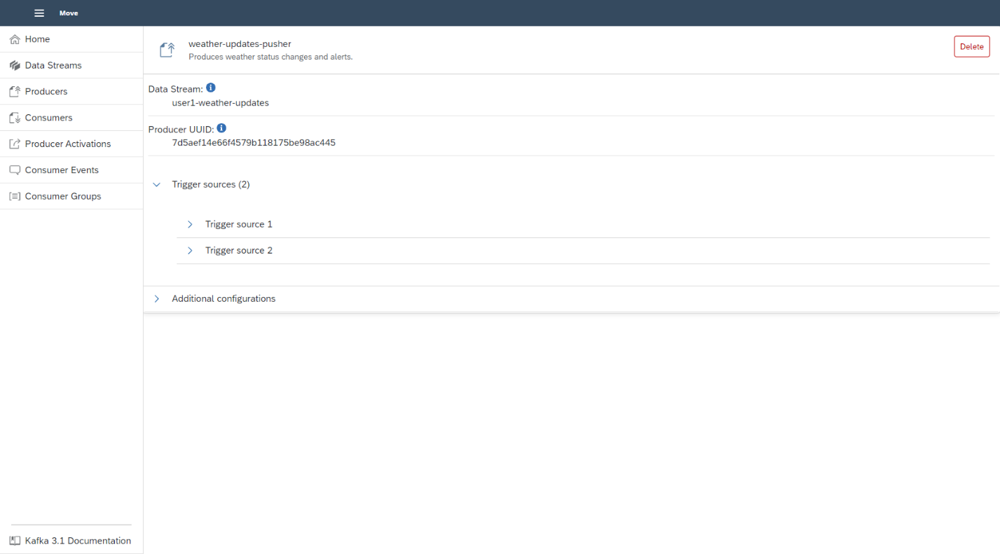 Move
Home
Data Streams
Producers
Consumers
Producer Activations
Consumer Events
Consumer Groups
Kafka 3.1 Documentation
weather-updates-pusher
Produces weather status changes and alerts.
Delete
Data Stream:
user1-weather-updates
Producer UUID:
7d5aef14e66f4579b118175be98ac445
Trigger sources (2)
Trigger source 1
Trigger source 2
Additional configurations